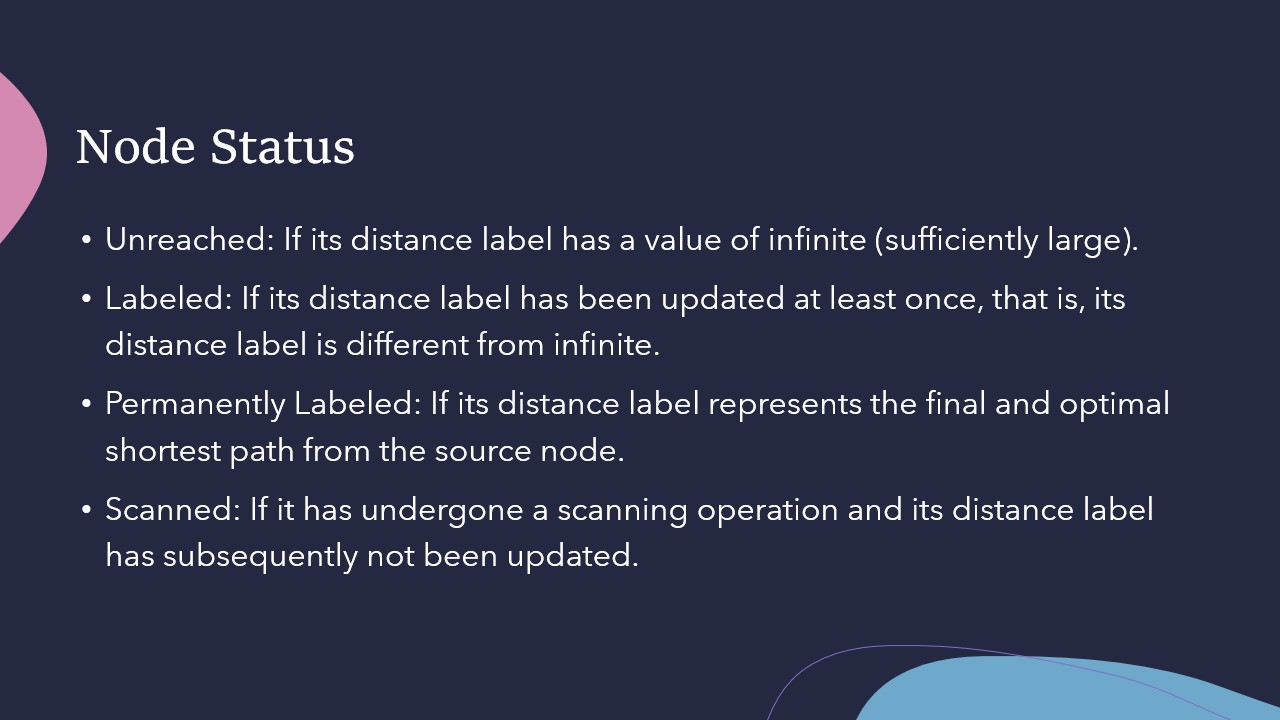 Node Status
• Unreached: If its distance label has a value of infinite (sufficiently large).
• Labeled: If its distance label has been updated at least once, that is, its
distance label is different from infinite.
• Permanently Labeled: If its distance label represents the final and optimal
shortest path from the source node.
• Scanned: If it has undergone a scanning operation and its distance label
has subsequently not been updated.